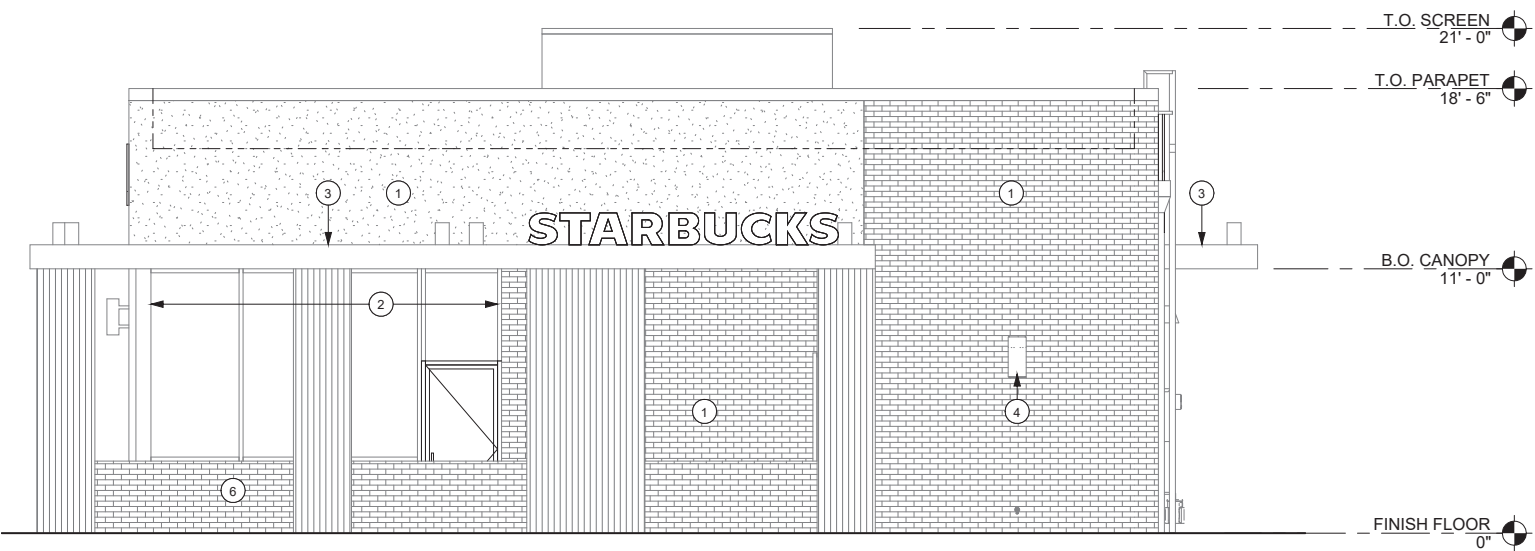 T.O. SCREEN
21' - 0"
T.O. PARAPET
18' - 6"
3
1
1
3
STARBUCKS
B.O. CANOPY
11' - 0"
2
1
4
6
FINISH FLOOR
0"